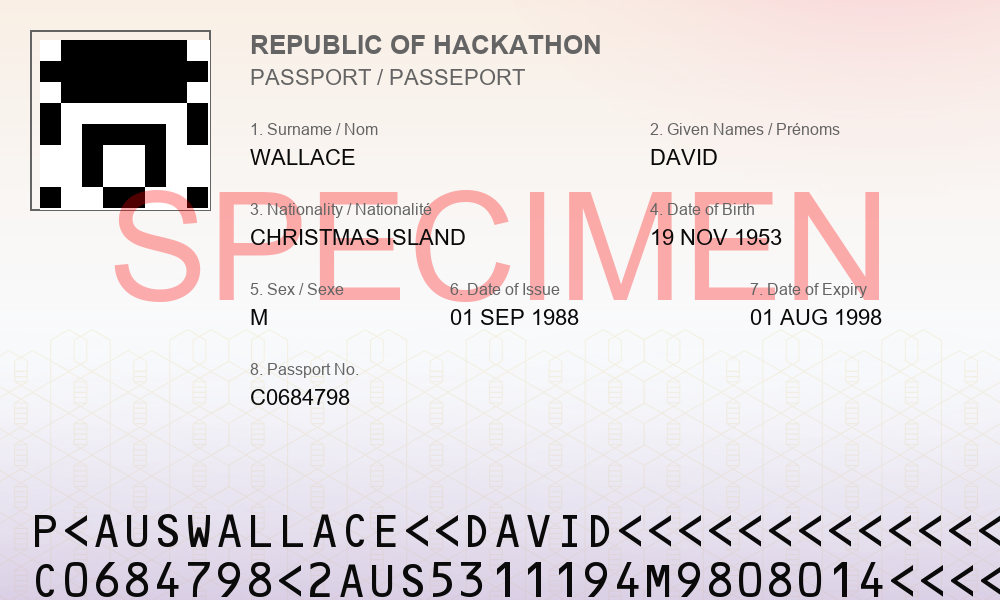 REPUBLIC OF HACKATHON
PASSPORT / PASSEPORT
1. Surname / Nom 2. Given Names / Prénoms
WALLACE DAVID
SPECIMEN
3. Nationality / Nationalité 4. Date of Birth
CHRISTMAS ISLAND 19 NOV 1953
5. Sex / Sexe 6. Date of Issue 7. Date of Expiry
M 01 SEP 1988 01 AUG 1998
8. Passport No.
C0684798
P<AUSWALLACE<<DAVID<<<<<<<<<<<<<
C0684798<2AUS5311194M9808014<<<<